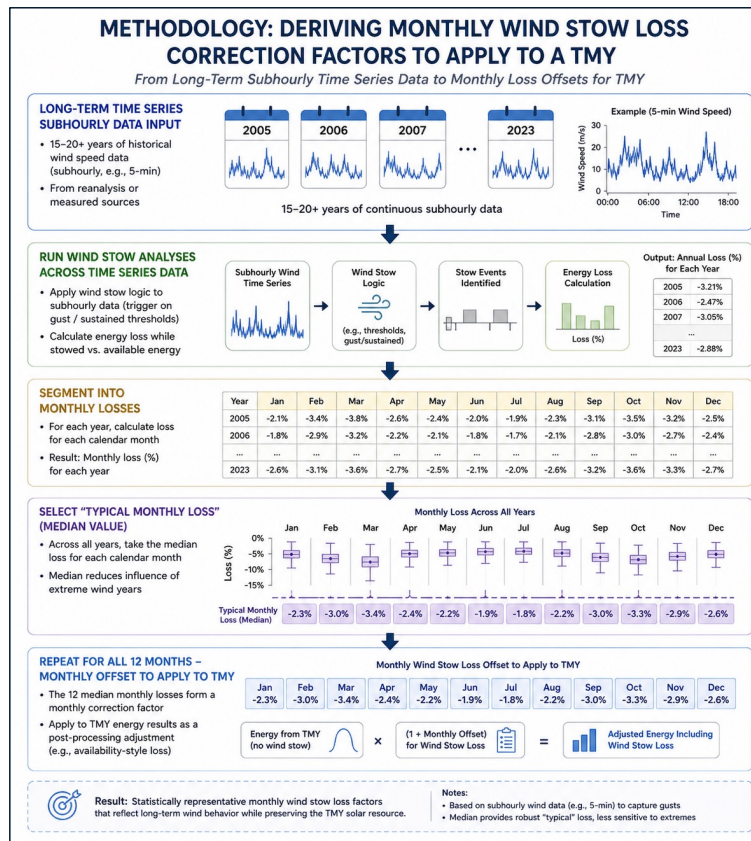 METHODOLOGY: DERIVING MONTHLY WIND STOW LOSS
CORRECTION FACTORS TO APPLY TO A TMY
From Long-Term Subhourly Time Series Data to Monthly Loss Offsets for TMY
LONG-TERM TIME SERIES
SUBHOURLY DATA INPUT
• 15–20+ years of historical
wind speed data
(subhourly, e.g., 5-min)
• From reanalysis or
measured sources
2005 2006 2007 ... 2023
15–20+ years of continuous subhourly data
Example (5-min Wind Speed)
Wind Speed (m/s)
30
20
10
0
00:00 06:00 12:00 18:00
Time
RUN WIND STOW ANALYSES
ACROSS TIME SERIES DATA
• Apply wind stow logic to
subhourly data (trigger on
gust / sustained thresholds)
• Calculate energy loss while
stowed vs. available energy
Subhourly Wind
Time Series
Wind Stow
Logic
(e.g., thresholds,
gust/sustained)
Stow Events
Identified
Energy Loss
Calculation
Loss (%)
Output: Annual Loss (%)
for Each Year
2005 -3.21%
2006 -2.47%
2007 -3.05%
...
2023 -2.88%
SEGMENT INTO
MONTHLY LOSSES
• For each year, calculate loss
for each calendar month
• Result: Monthly loss (%)
for each year
Year Jan Feb Mar Apr May Jun Jul Aug Sep Oct Nov Dec
2005 -2.1% -3.4% -3.8% -2.6% -2.4% -2.0% -1.9% -2.3% -3.1% -3.5% -3.2% -2.5%
2006 -1.8% -2.9% -3.2% -2.2% -2.1% -1.8% -1.7% -2.1% -2.8% -3.0% -2.7% -2.4%
... ... ... ... ... ... ... ... ... ... ... ... ...
2023 -2.6% -3.1% -3.6% -2.7% -2.5% -2.1% -2.0% -2.6% -3.2% -3.6% -3.3% -2.7%
SELECT “TYPICAL MONTHLY LOSS”
(MEDIAN VALUE)
• Across all years, take the median
loss for each calendar month
• Median reduces influence of
extreme wind years
Monthly Loss Across All Years
Jan Feb Mar Apr May Jun Jul Aug Sep Oct Nov Dec
Loss (%)
0%
-5%
-10%
-15%
Typical Monthly
Loss (Median)
-2.3% -3.0% -3.4% -2.4% -2.2% -1.9% -1.8% -2.2% -3.0% -3.3% -2.9% -2.6%
REPEAT FOR ALL 12 MONTHS –
MONTHLY OFFSET TO APPLY TO TMY
• The 12 median monthly losses form a
monthly correction factor
• Apply to TMY energy results as a
post-processing adjustment
(e.g., availability-style loss)
Monthly Wind Stow Loss Offset to Apply to TMY
Jan Feb Mar Apr May Jun Jul Aug Sep Oct Nov Dec
-2.3% -3.0% -3.4% -2.4% -2.2% -1.9% -1.8% -2.2% -3.0% -3.3% -2.9% -2.6%
Energy from TMY
(no wind stow)
×
(1 + Monthly Offset)
for Wind Stow Loss
=
Adjusted Energy Including
Wind Stow Loss
Result: Statistically representative monthly wind stow loss factors
that reflect long-term wind behavior while preserving the TMY solar resource.
Notes:
• Based on subhourly wind data (e.g., 5-min) to capture gusts
• Median provides robust “typical” loss, less sensitive to extremes